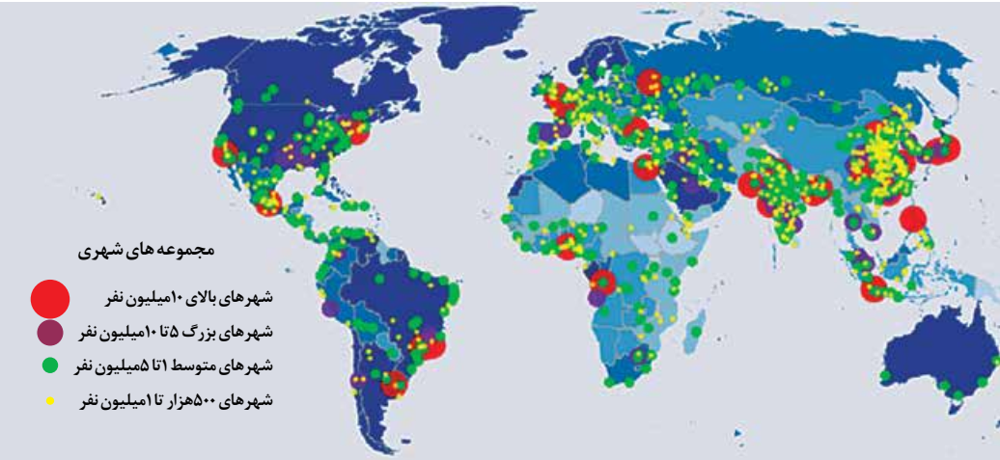 مجموعه های شهری
شهرهای بالای ۱۰میلیون نفر
شهرهای بزرگ ۵ تا ۱۰میلیون نفر
شهرهای متوسط ۱تا ۵میلیون نفر
شهرهای ۵۰۰هزار تا ۱میلیون نفر